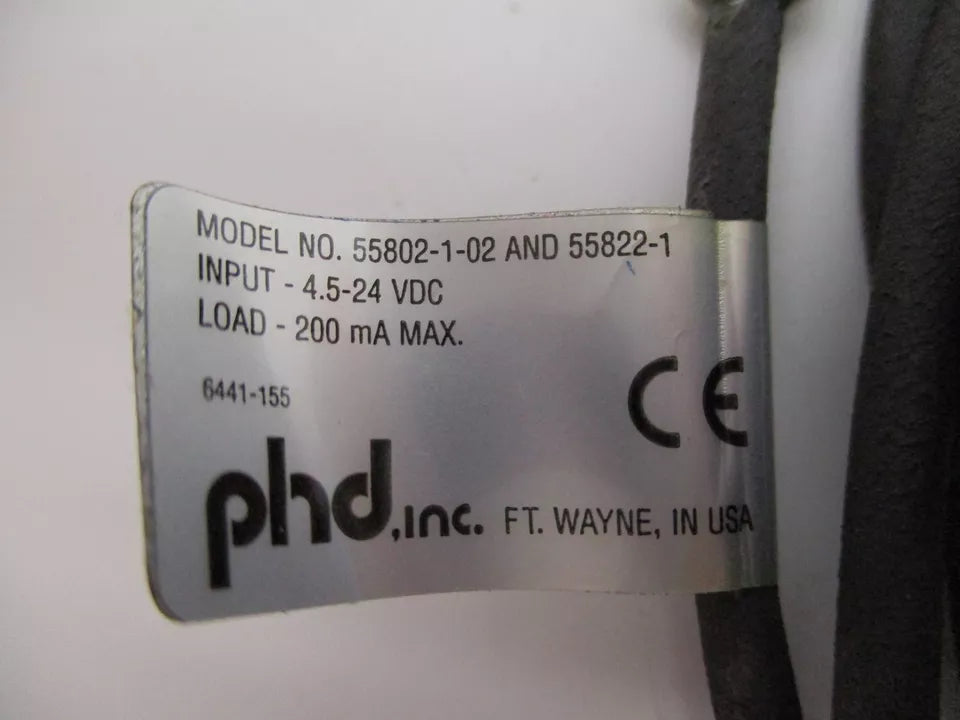 MODEL NO. 55802-1-02 AND 55822-1
INPUT - 4.5-24 VDC
LOAD - 200 mA MAX.
6441-155
CE
phd,inc. FT. WAYNE, IN USA